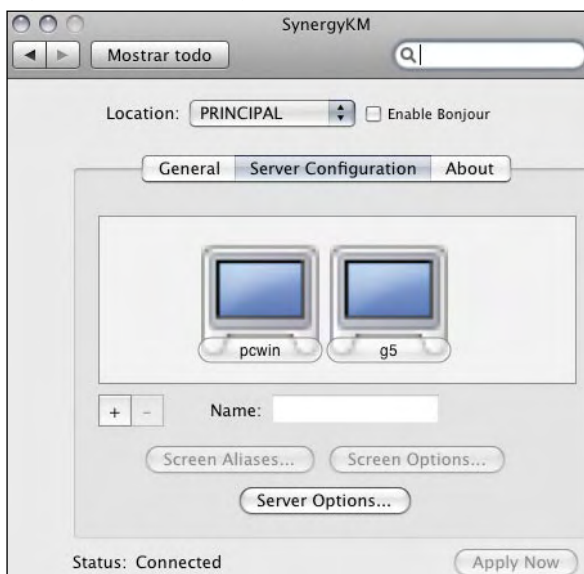 SynergyKM
Mostrar todo
Location: PRINCIPAL Enable Bonjour
General Server Configuration About
pcwin g5
+ - Name:
Screen Aliases... Screen Options...
Server Options...
Status: Connected Apply Now